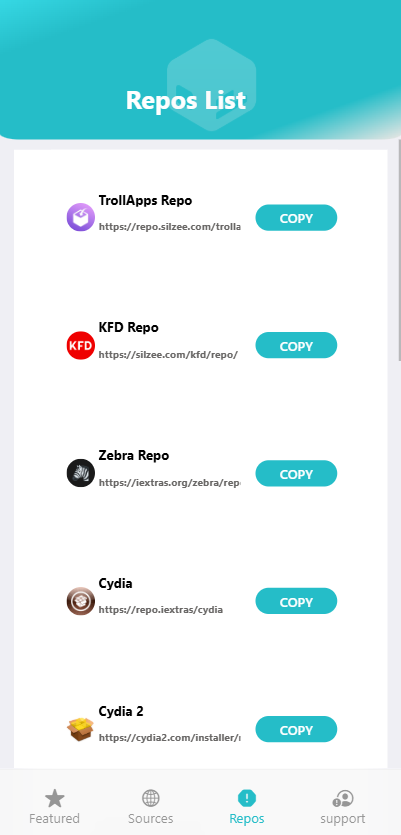 Repos List
TrollApps Repo
https://repo.silzee.com/trolla
COPY
KFD
KFD Repo
https://silzee.com/kfd/repo/
COPY
Zebra Repo
https://iextras.org/zebra/rep
COPY
Cydia
https://repo.iextras/cydia
COPY
Cydia 2
https://cydia2.com/installer/
COPY
Featured
Sources
Repos
support